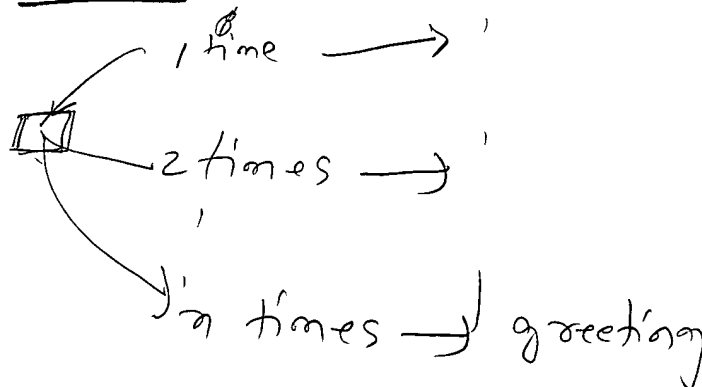 1 time →
2 times →
n times → greeting